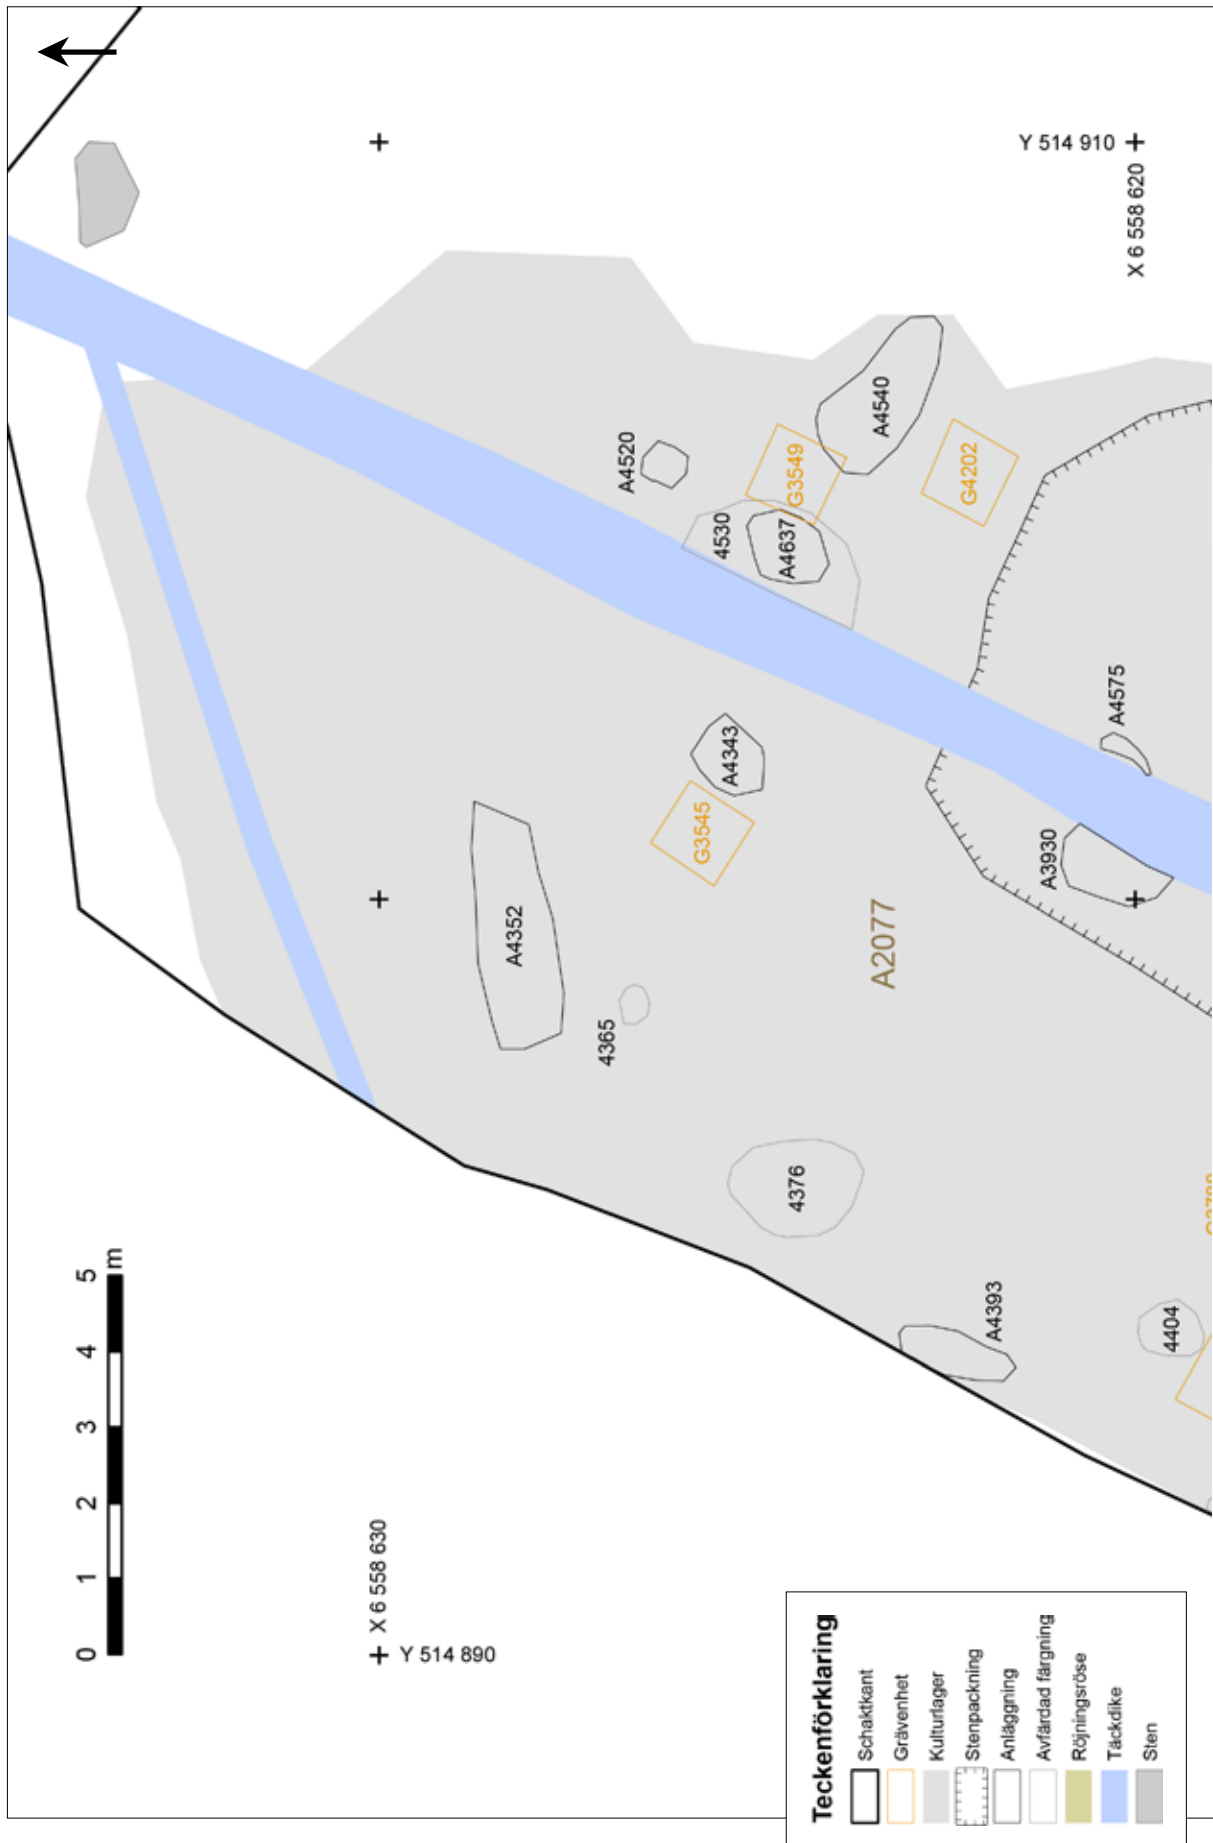 Y 514 910
X 6 558 620
A4520
G3549
A4540
G4202
4530
A4637
A4575
A4343
G3545
A3930
A4352
A2077
4365
4376
A4393
4404
0 1 2 3 4 5 m
X 6 558 630
Y 514 890
Teckenförklaring
Schaktkant
Grävenhet
Kulturlager
Stenpackning
Anläggning
Avfärdad färgning
Röjningsröse
Täckdike
Sten